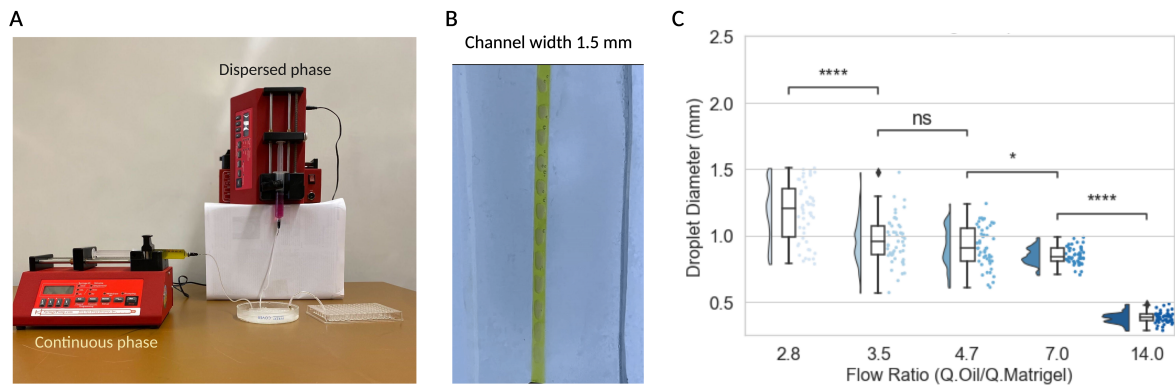 A
Dispersed phase
Continuous phase
B
Channel width 1.5 mm
C
2.5
2.0
1.5
1.0
0.5
Droplet Diameter (mm)
****
ns
*
****
2.8 3.5 4.7 7.0 14.0
Flow Ratio (Q.Oil/Q.Matrigel)